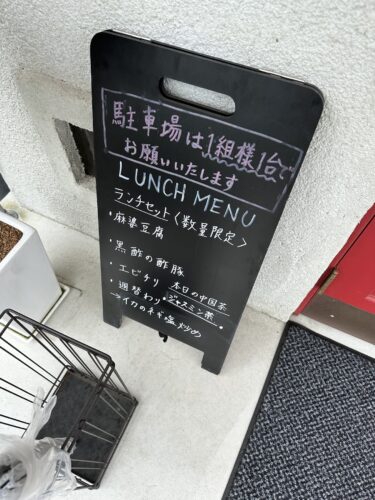 駐車場は1組様1台で
お願いいたします
LUNCH MENU
ランチセット〈数量限定〉
・麻婆豆腐
・黒酢の酢豚
・エビチリ
・週替わり
→イカのネギ塩炒め
本日の中国茶
・ジャスミン茶・